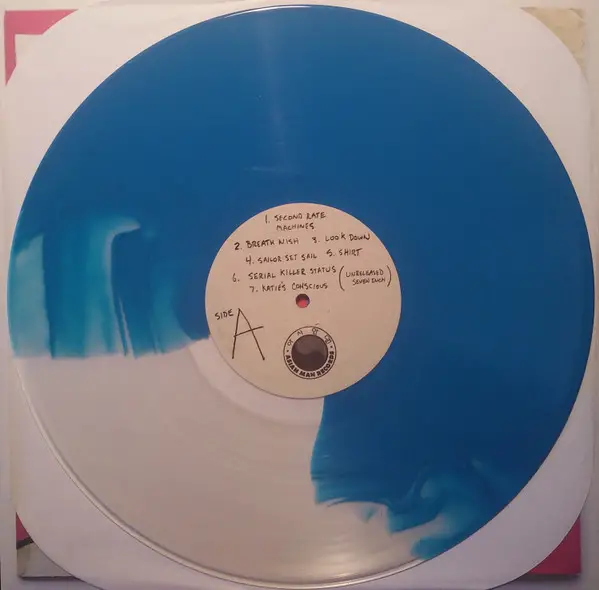 1. SECOND RATE
MACHINES
2. BREATH WISH 3. LOOK DOWN
4. SAILOR SET SAIL 5. SHIRT
6. SERIAL KILLER STATUS (UNRELEASED
7. KATIE'S CONSCIOUS SEVEN INCH)
SIDE
A
ASIAN MAN RECORDS